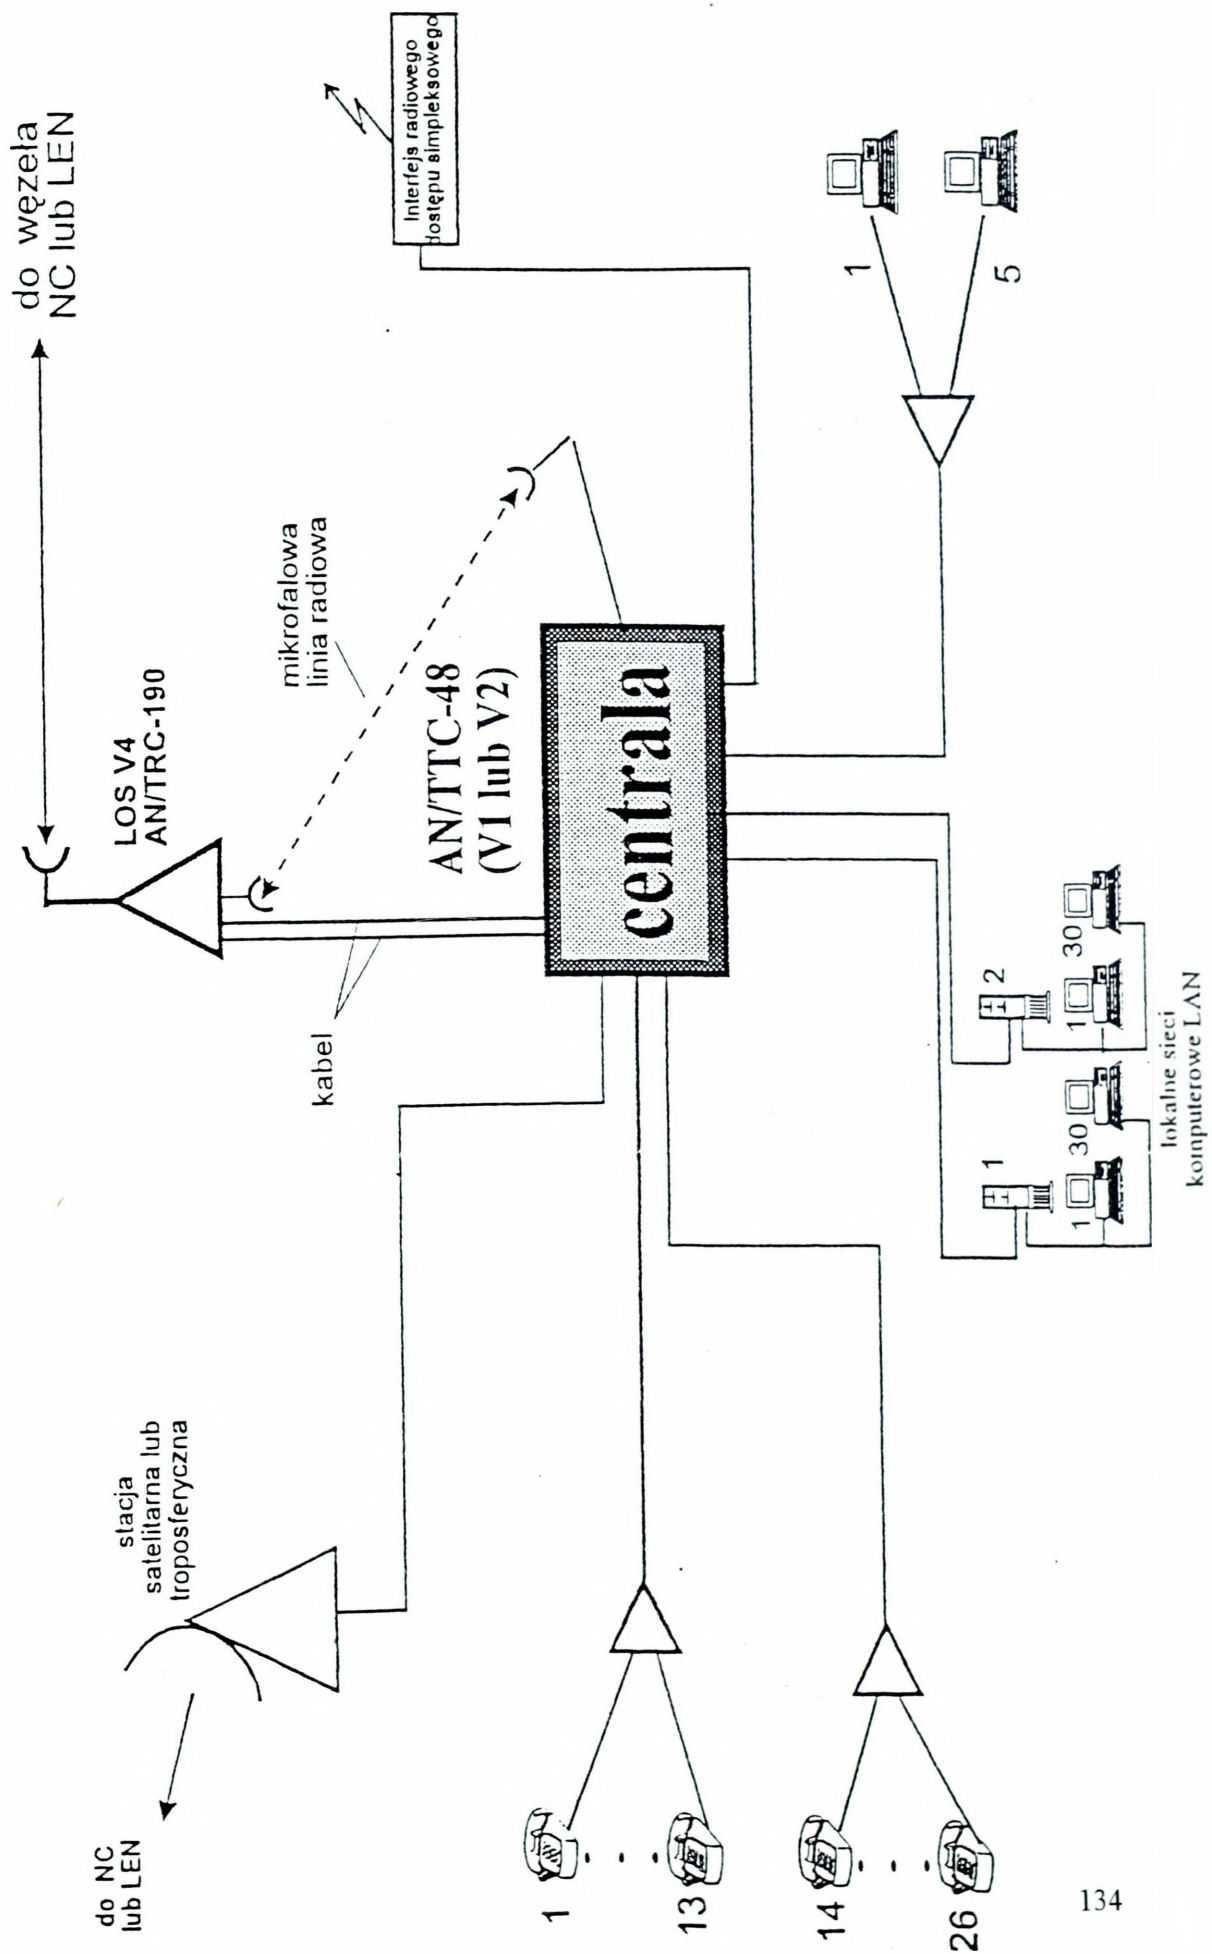 do węzeła
NC lub LEN
Interfejs radiowego
dostępu simpleksowego
LOS V4
AN/TRC-190
mikrofalowa
linia radiowa
AN/TTC-48
(V1 lub V2)
centrala
kabel
stacja
satelitarna lub
troposferyczna
do NC
lub LEN
1
13
14
26
1
5
1
1
30
2
1
30
lokalne sieci
komputerowe LAN
134